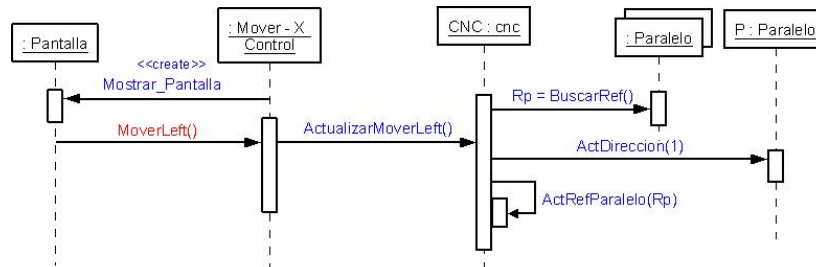 : Pantalla
: Mover - X
Control
CNC : cnc
: Paralelo
P : Paralelo
<<create>>
Mostrar_Pantalla
Rp = BuscarRef()
MoverLeft()
ActualizarMoverLeft()
ActDireccion(1)
ActRefParalelo(Rp)